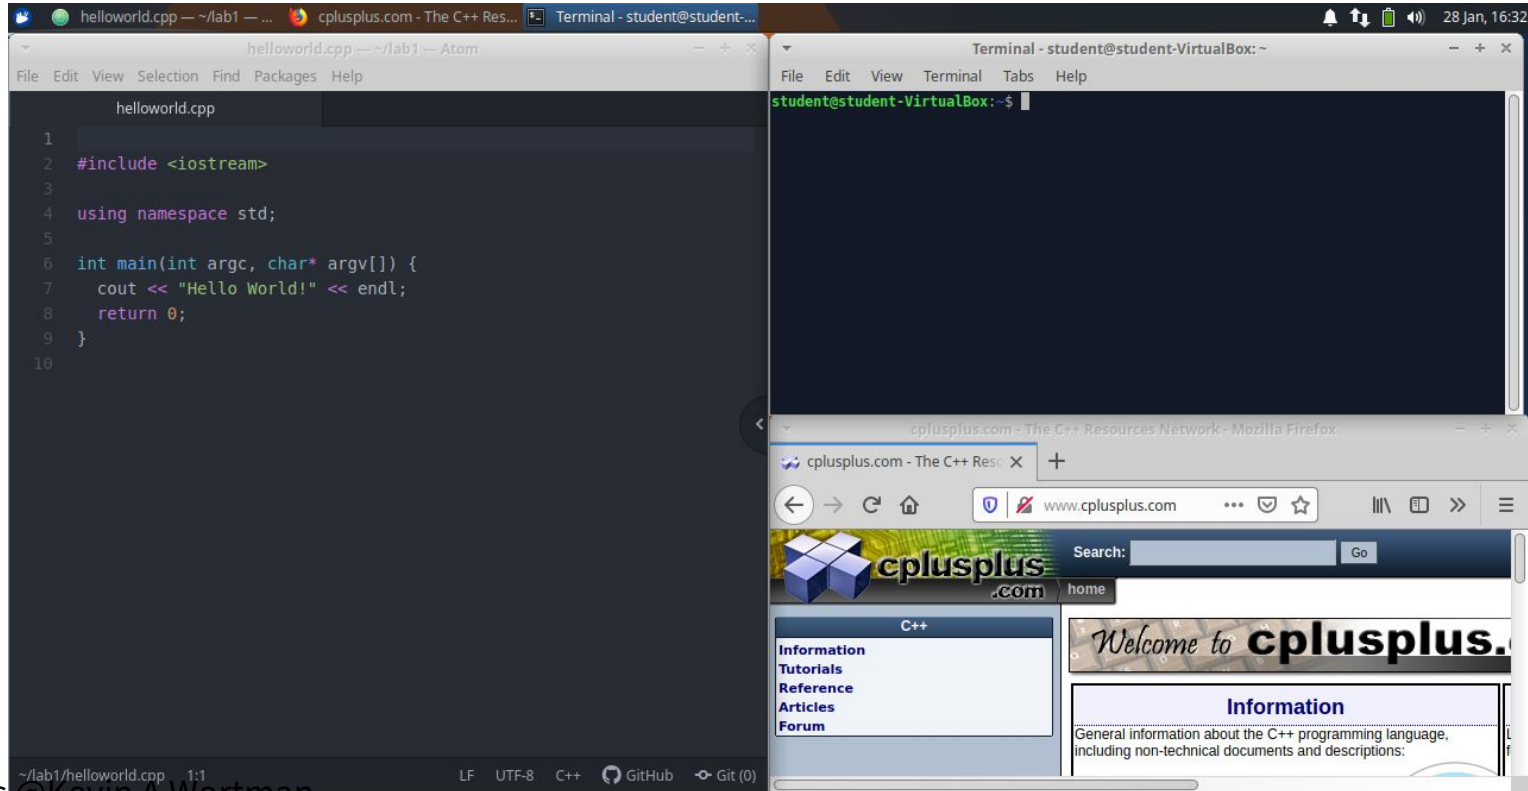 helloworld.cpp — ~/lab1 — ...
cplusplus.com - The C++ Res...
Terminal - student@student-...
28 Jan, 16:32
helloworld.cpp — ~/lab1 — Atom
File Edit View Selection Find Packages Help
helloworld.cpp
1
2 #include <iostream>
3
4 using namespace std;
5
6 int main(int argc, char* argv[]) {
7 cout << "Hello World!" << endl;
8 return 0;
9 }
10
~/lab1/helloworld.cpp 1:1 LF UTF-8 C++ GitHub Git (0)
@Kevin A Wortman
Terminal - student@student-VirtualBox: ~
File Edit View Terminal Tabs Help
student@student-VirtualBox:~$
cplusplus.com - The C++ Resources Network - Mozilla Firefox
cplusplus.com - The C++ Reso
www.cplusplus.com
cplusplus
.com
Search: Go
home
C++
Information
Tutorials
Reference
Articles
Forum
Welcome to cplusplus.
Information
General information about the C++ programming language,
including non-technical documents and descriptions: